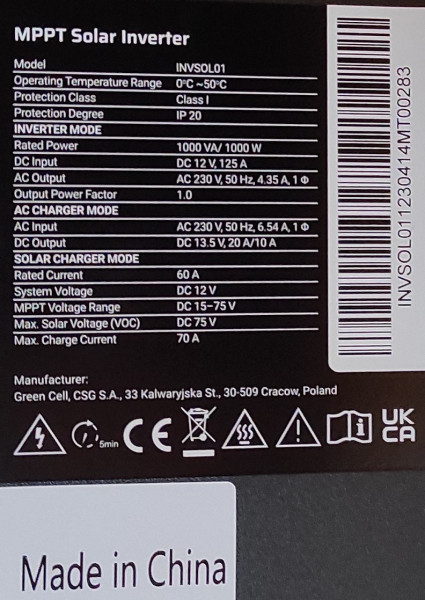 MPPT Solar Inverter
Model INVSOL01
Operating Temperature Range 0°C ~50°C
Protection Class Class I
Protection Degree IP 20
INVERTER MODE
Rated Power 1000 VA/ 1000 W
DC Input DC 12 V, 125 A
AC Output AC 230 V, 50 Hz, 4.35 A, 1 Φ
Output Power Factor 1.0
AC CHARGER MODE
AC Input AC 230 V, 50 Hz, 6.54 A, 1 Φ
DC Output DC 13.5 V, 20 A/10 A
SOLAR CHARGER MODE
Rated Current 60 A
System Voltage DC 12 V
MPPT Voltage Range DC 15-75 V
Max. Solar Voltage (VOC) DC 75 V
Max. Charge Current 70 A
INVSOL011230414MT00283
Manufacturer:
Green Cell, CSG S.A., 33 Kalwaryjska St., 30-509 Cracow, Poland
5min CE UK CA
Made in China